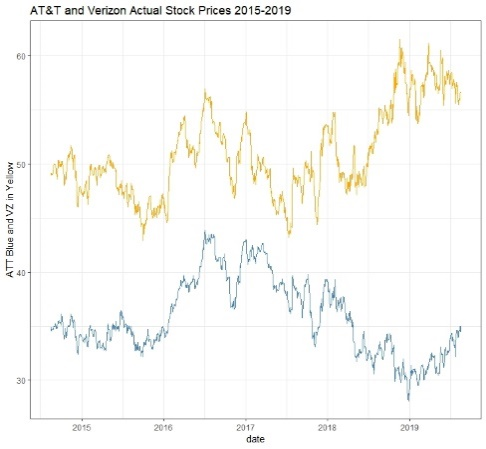 AT&T and Verizon Actual Stock Prices 2015-2019
60
50
40
30
ATT Blue and VZ in Yellow
2015 2016 2017 2018 2019
date